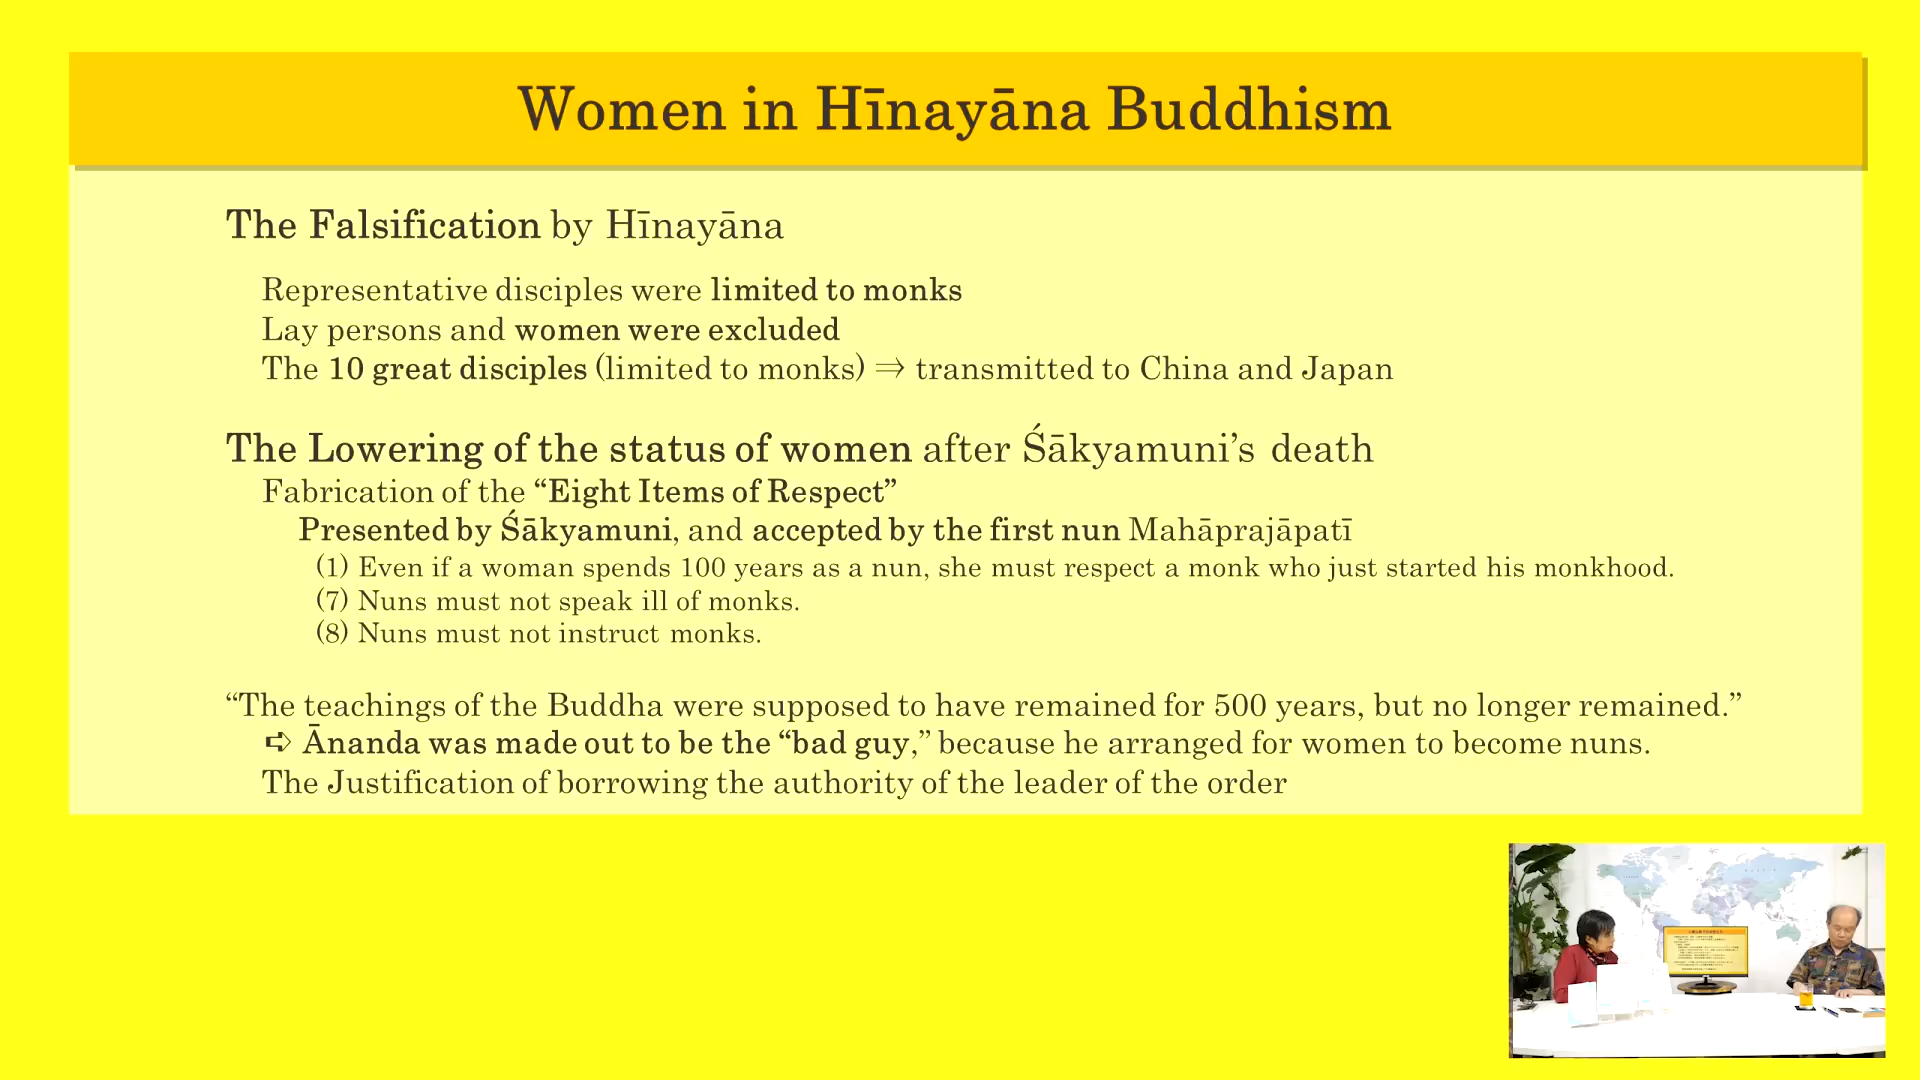 Women in Hīnayāna Buddhism
The Falsification by Hīnayāna
Representative disciples were limited to monks
Lay persons and women were excluded
The 10 great disciples (limited to monks) ⇒ transmitted to China and Japan
The Lowering of the status of women after Śākyamuni’s death
Fabrication of the “Eight Items of Respect”
Presented by Śākyamuni, and accepted by the first nun Mahāprajāpatī
(1) Even if a woman spends 100 years as a nun, she must respect a monk who just started his monkhood.
(7) Nuns must not speak ill of monks.
(8) Nuns must not instruct monks.
“The teachings of the Buddha were supposed to have remained for 500 years, but no longer remained.”
➪ Ānanda was made out to be the “bad guy,” because he arranged for women to become nuns.
The Justification of borrowing the authority of the leader of the order